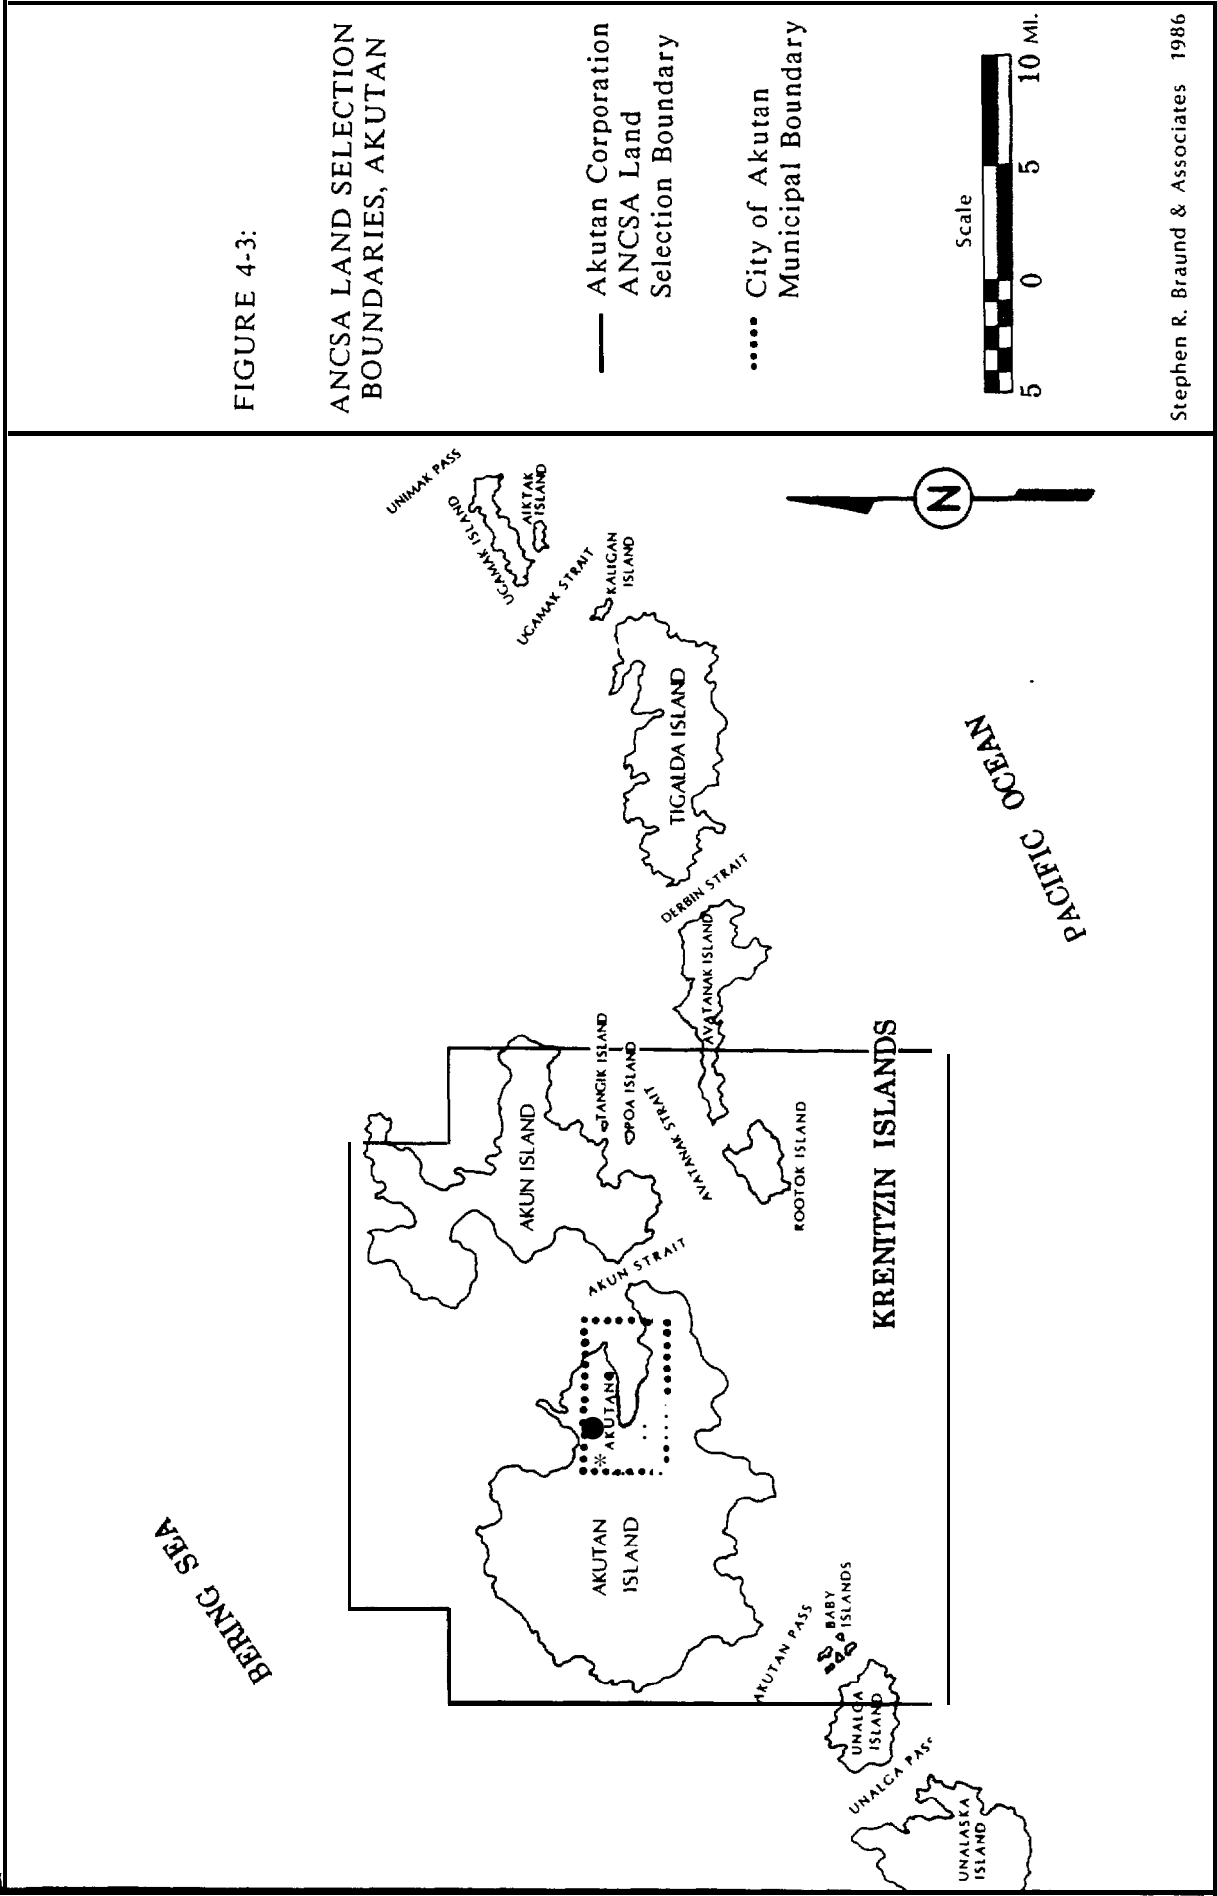 FIGURE 4-3:
ANCSA LAND SELECTION
BOUNDARIES, AKUTAN
Akutan Corporation
ANCSA Land
Selection Boundary
City of Akutan
Municipal Boundary
Scale
5 0 5 10 MI.
Stephen R. Braund & Associates 1986
BERING SEA
UNIMAK PASS
UGAMAK ISLAND
AIKTAK
ISLAND
UGAMAK STRAIT
KALIGAN
ISLAND
TIGALDA ISLAND
DERBIN STRAIT
AVATANAK ISLAND
TANGIK ISLAND
POA ISLAND
AVATANAK STRAIT
AKUN ISLAND
ROOTOK ISLAND
AKUN STRAIT
AKUTAN
* 
AKUTAN
ISLAND
KRENITZIN ISLANDS
AKUTAN PASS
BABY
ISLANDS
UNALGA
ISLAND
UNALGA PASS
UNALASKA
ISLAND
PACIFIC OCEAN
N